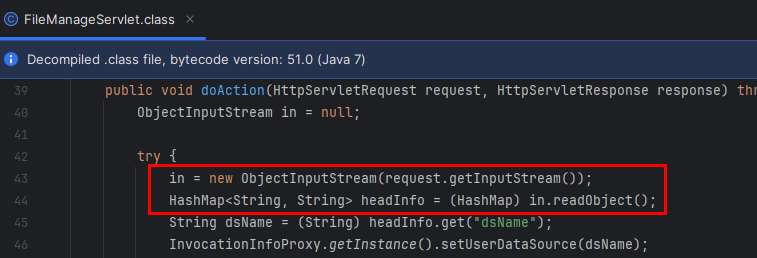 FileManageServlet.class
Decompiled .class file, bytecode version: 51.0 (Java 7)
39 public void doAction(HttpServletRequest request, HttpServletResponse response) thr
40 ObjectInputStream in = null;
41
42 try {
43 in = new ObjectInputStream(request.getInputStream());
44 HashMap<String, String> headInfo = (HashMap) in.readObject();
45 String dsName = (String) headInfo.get("dsName");
46 InvocationInfoProxy.getInstance().setUserDataSource(dsName);